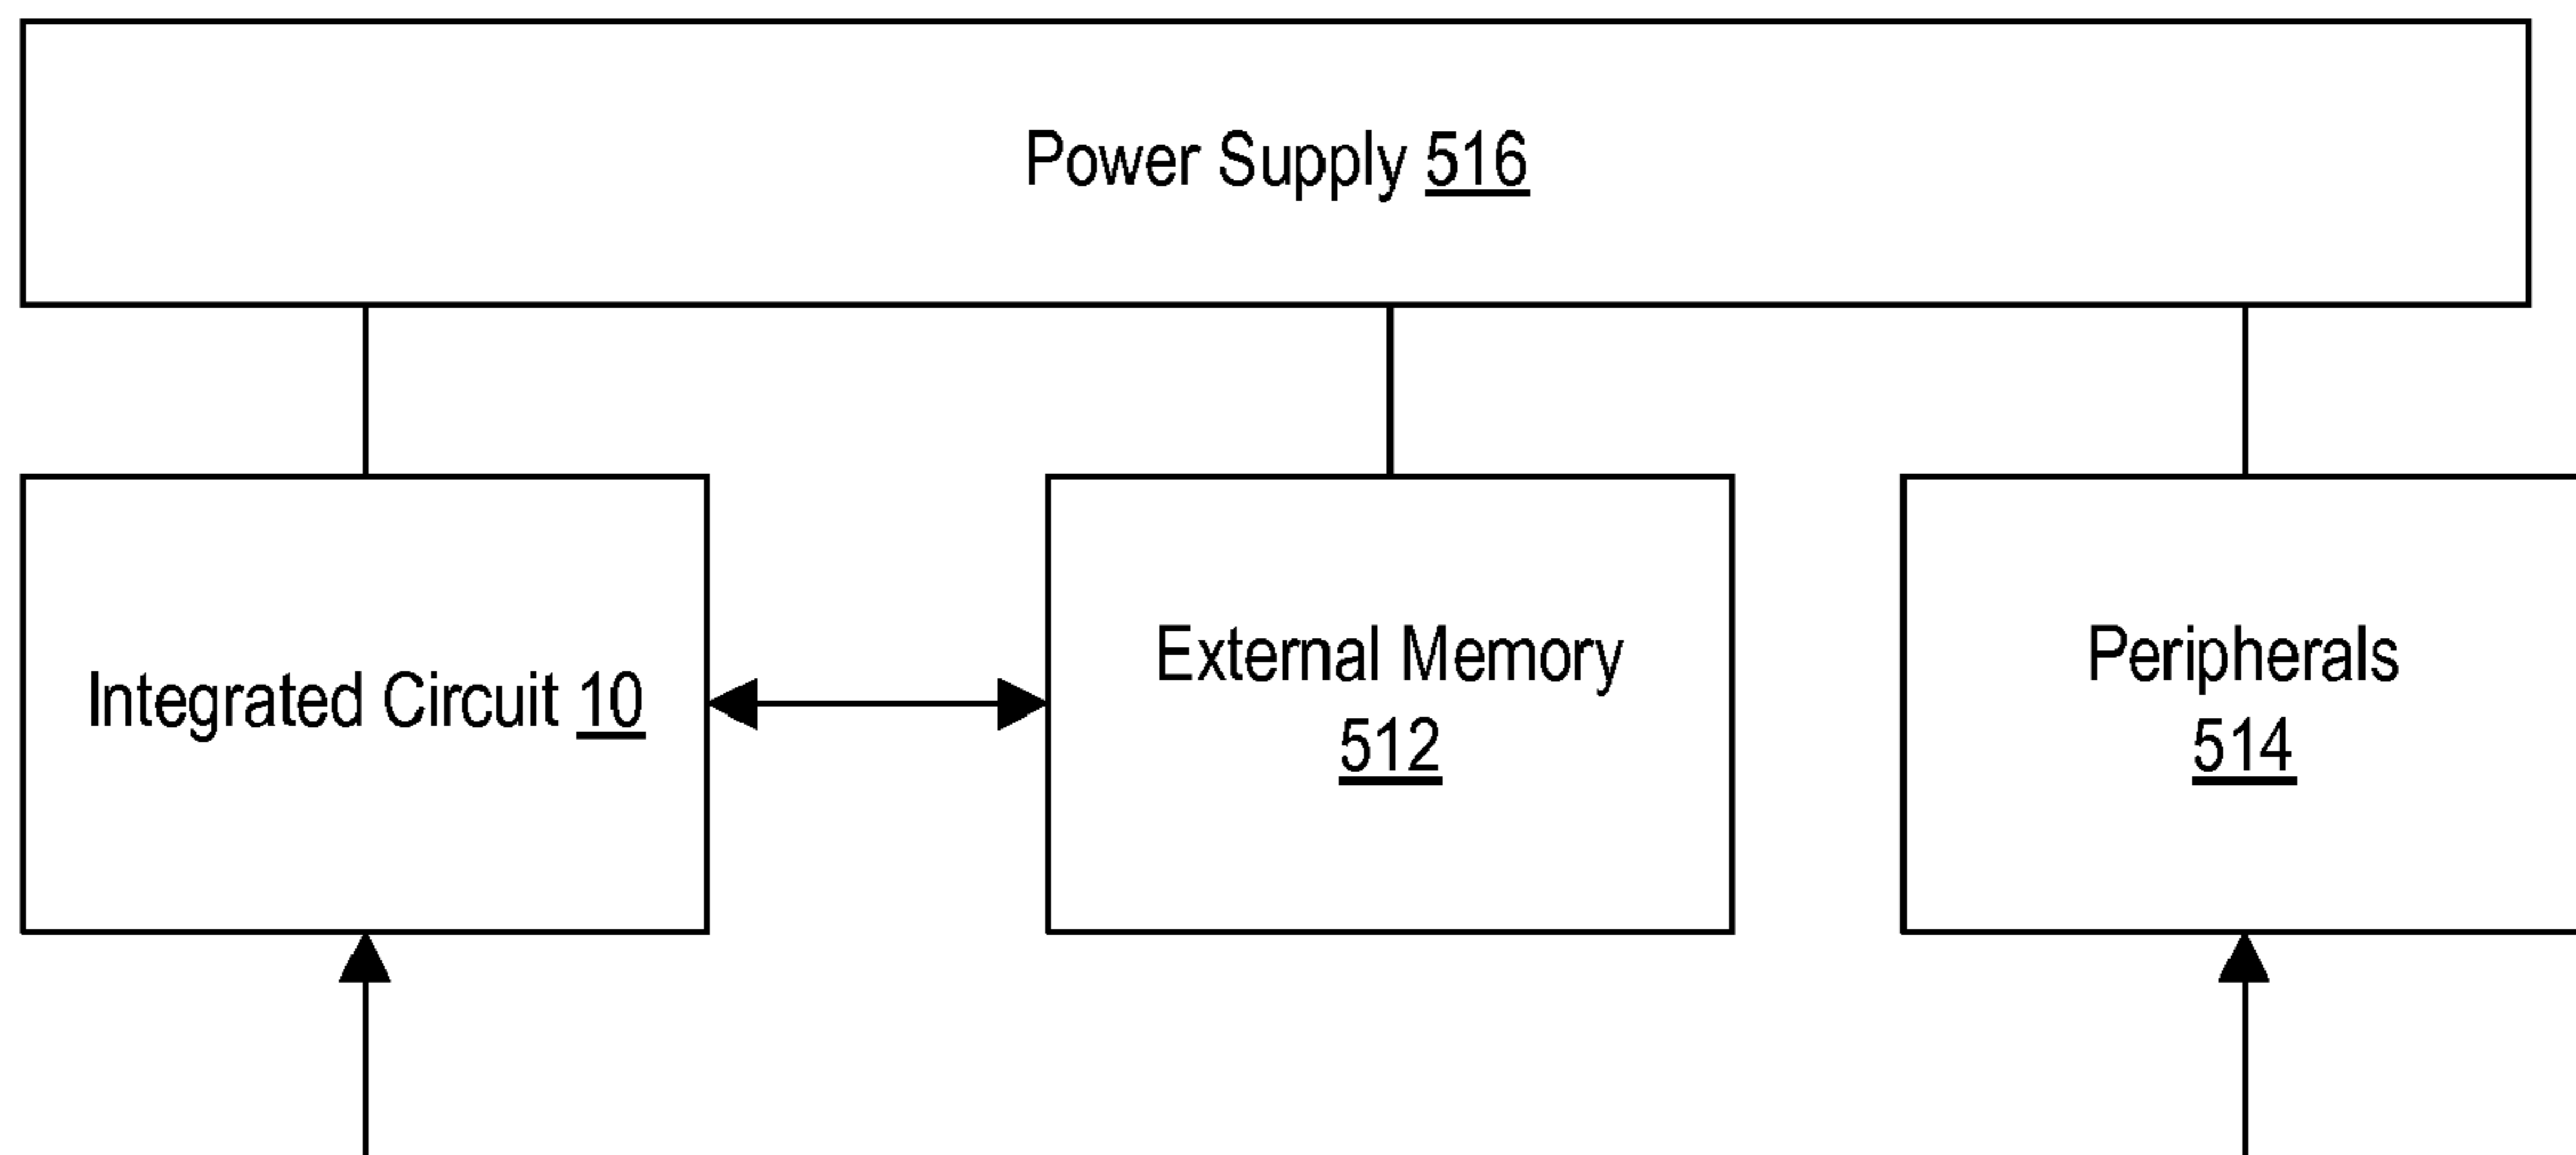 Power Supply 516
Integrated Circuit 10
External Memory
512
Peripherals
514